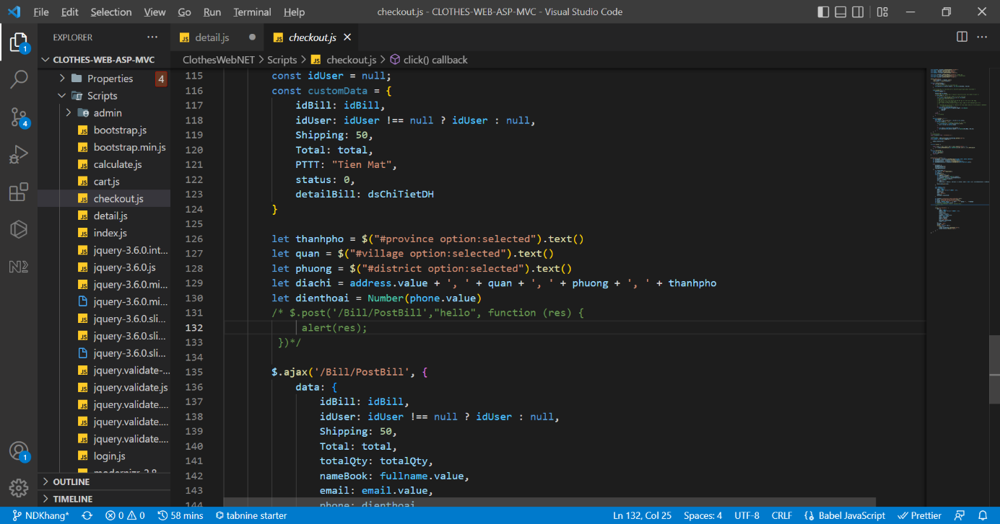 File Edit Selection View Go Run Terminal Help checkout.js - CLOTHES-WEB-ASP-MVC - Visual Studio Code
EXPLORER ··· detail.js checkout.js
CLOTHES-WEB-ASP-MVC ClothesWebNET > Scripts > checkout.js > click() callback
Properties 4
Scripts
admin
bootstrap.js
bootstrap.min.js
calculate.js
cart.js
checkout.js
detail.js
index.js
jquery-3.6.0.int...
jquery-3.6.0.js
jquery-3.6.0.mi...
jquery-3.6.0.mi...
jquery-3.6.0.sli...
jquery-3.6.0.sli...
jquery-3.6.0.sli...
jquery.validate-...
jquery.validate.js
jquery.validate....
jquery.validate....
jquery.validate....
login.js
modernizr-2.8...
OUTLINE
TIMELINE
1
4
1
115 const idUser = null;
116 const customData = {
117 idBill: idBill,
118 idUser: idUser !== null ? idUser : null,
119 Shipping: 50,
120 Total: total,
121 PTTT: "Tien Mat",
122 status: 0,
123 detailBill: dsChiTietDH
124 }
125
126 let thanhpho = $("#province option:selected").text()
127 let quan = $("#village option:selected").text()
128 let phuong = $("#district option:selected").text()
129 let diachi = address.value + ', ' + quan + ', ' + phuong + ', ' + thanhpho
130 let dienthoai = Number(phone.value)
131 /* $.post('/Bill/PostBill',"hello", function (res) {
132 alert(res);
133 })*/
134
135 $.ajax('/Bill/PostBill', {
136 data: {
137 idBill: idBill,
138 idUser: idUser !== null ? idUser : null,
139 Shipping: 50,
140 Total: total,
141 totalQty: totalQty,
142 nameBook: fullname.value,
143 email: email.value,
144 phone: dienthoai
NDKhang* 0 0 58 mins tabnine starter Ln 132, Col 25 Spaces: 4 UTF-8 CRLF Babel JavaScript Prettier